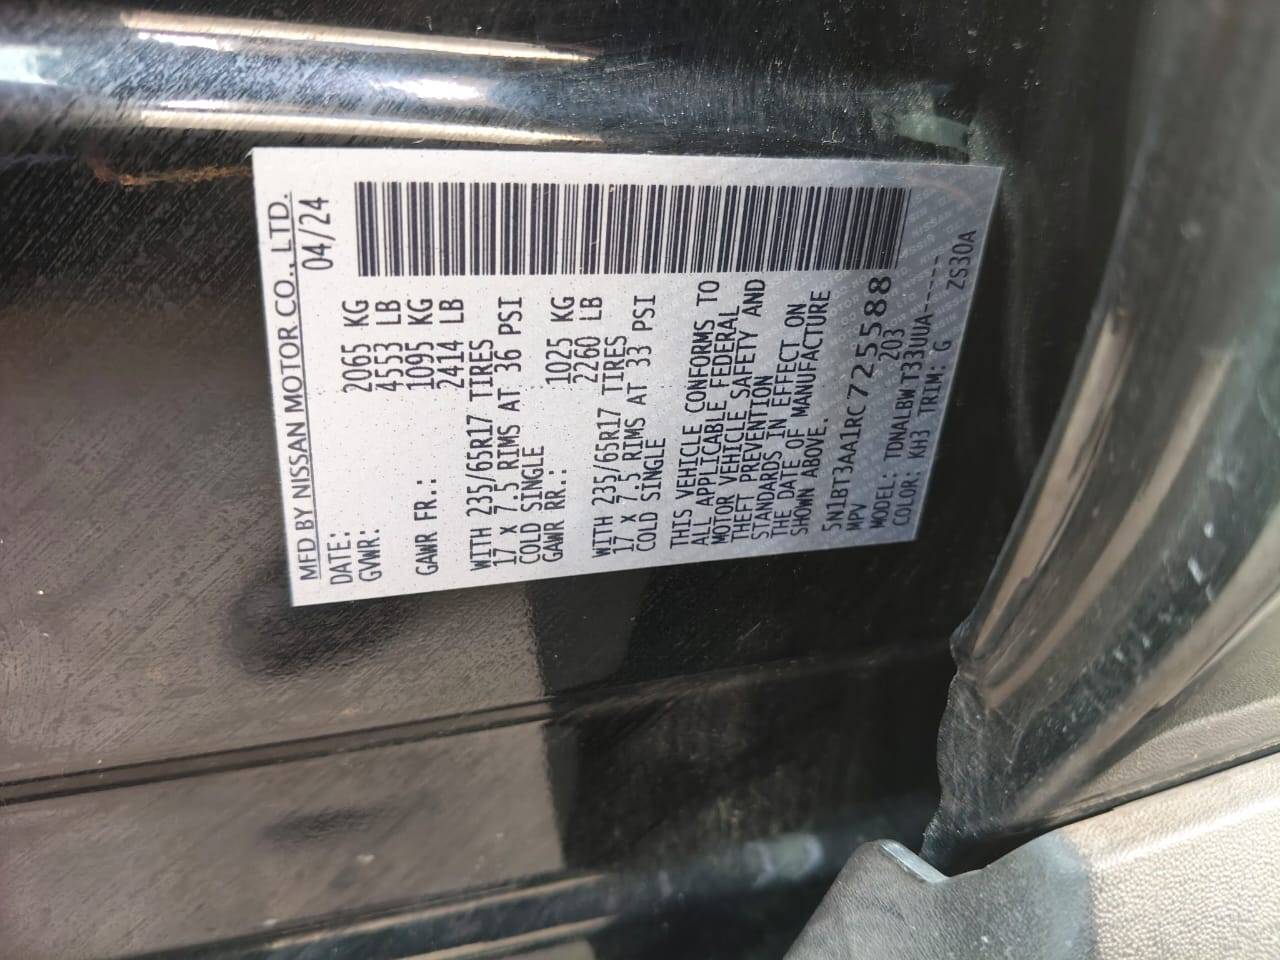 MFD BY NISSAN MOTOR CO., LTD.
DATE: 04/24
GVWR: 2065 KG
4553 LB
GAWR FR.: 1095 KG
2414 LB
WITH 235/65R17 TIRES
17 X 7.5 RIMS AT 36 PSI
COLD SINGLE
GAWR RR.: 1025 KG
2260 LB
WITH 235/65R17 TIRES
17 X 7.5 RIMS AT 33 PSI
COLD SINGLE
THIS VEHICLE CONFORMS TO
ALL APPLICABLE FEDERAL
MOTOR VEHICLE SAFETY AND
THEFT PREVENTION
STANDARDS IN EFFECT ON
THE DATE OF MANUFACTURE
SHOWN ABOVE.
5N1BT3AA1RC725588
MPV 203
MODEL: TDNALBWT33UUA-----
COLOR: KH3 TRIM: G ZS30A